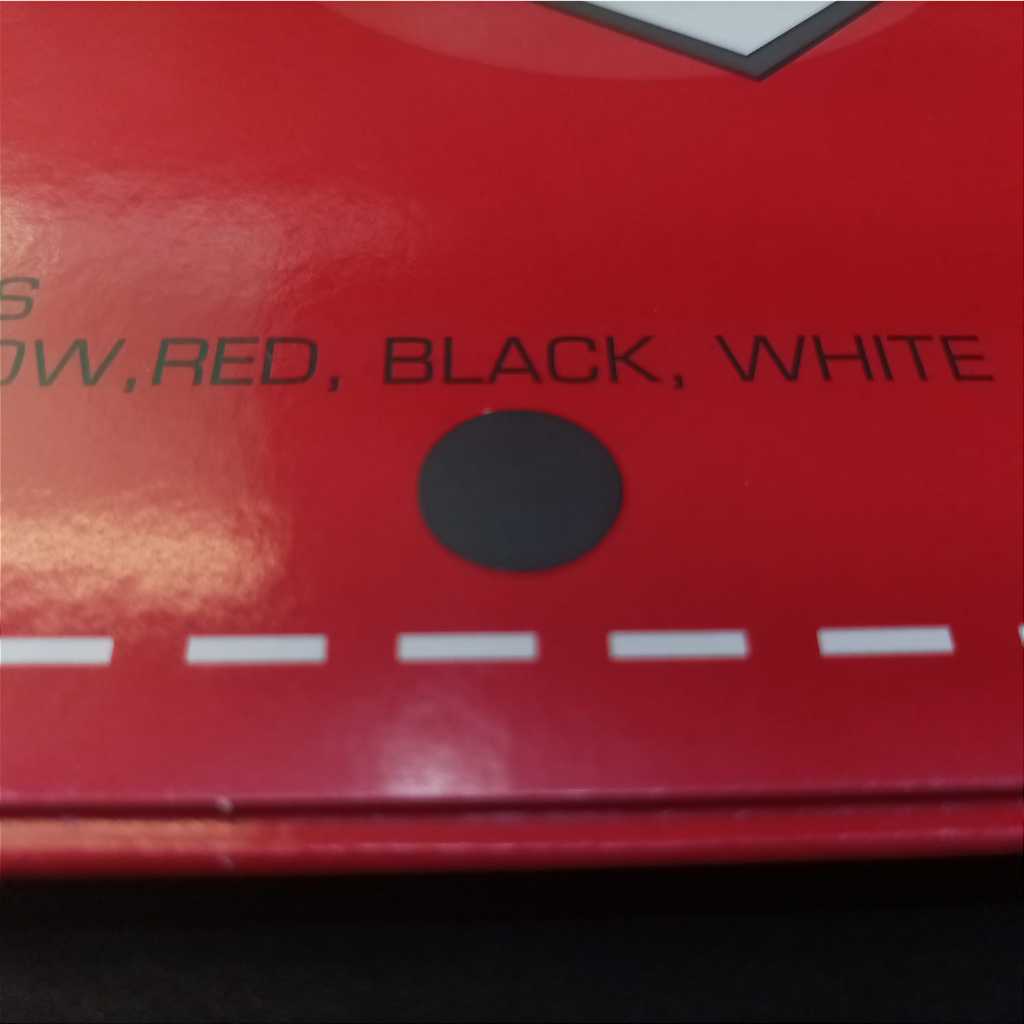 S
OW,RED, BLACK, WHITE